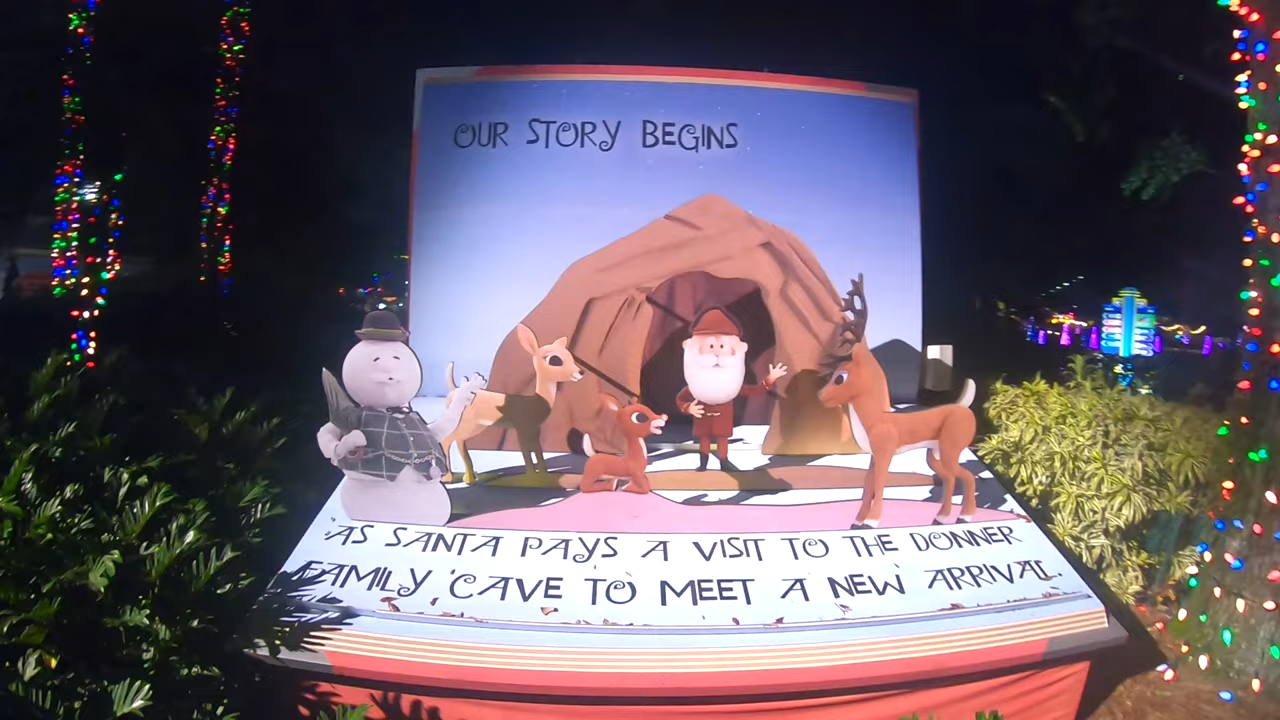 OUR STORY BEGINS
AS SANTA PAYS A VISIT TO THE DONNER
FAMILY CAVE TO MEET A NEW ARRIVAL.